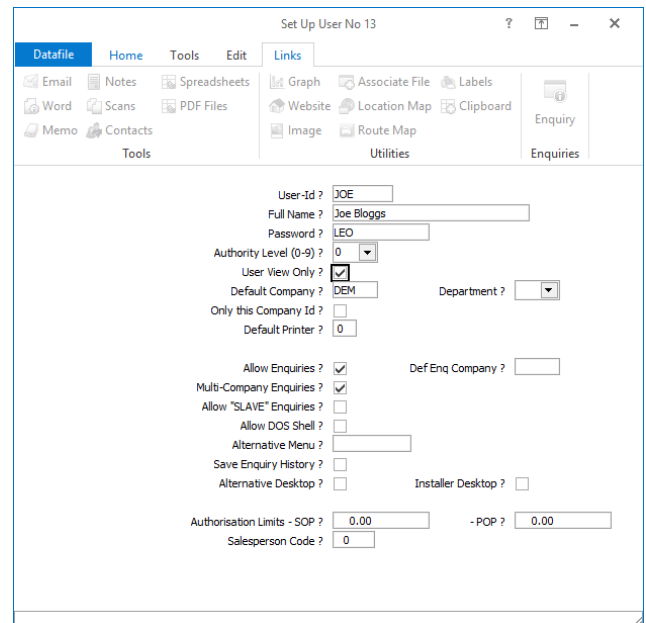 Set Up User No 13 ?
Datafile Home Tools Edit Links
Email Notes Spreadsheets Graph Associate File Labels
Word Scans PDF Files Website Location Map Clipboard Enquiry
Memo Contacts Image Route Map
Tools Utilities Enquiries
User-Id ? JOE
Full Name ? Joe Bloggs
Password ? LEO
Authority Level (0-9) ? 0
User View Only ?
Default Company ? DEM Department ?
Only this Company Id ?
Default Printer ? 0
Allow Enquiries ? Def Enq Company ?
Multi-Company Enquiries ?
Allow "SLAVE" Enquiries ?
Allow DOS Shell ?
Alternative Menu ?
Save Enquiry History ?
Alternative Desktop ? Installer Desktop ?
Authorisation Limits - SOP ? 0.00 - POP ? 0.00
Salesperson Code ? 0